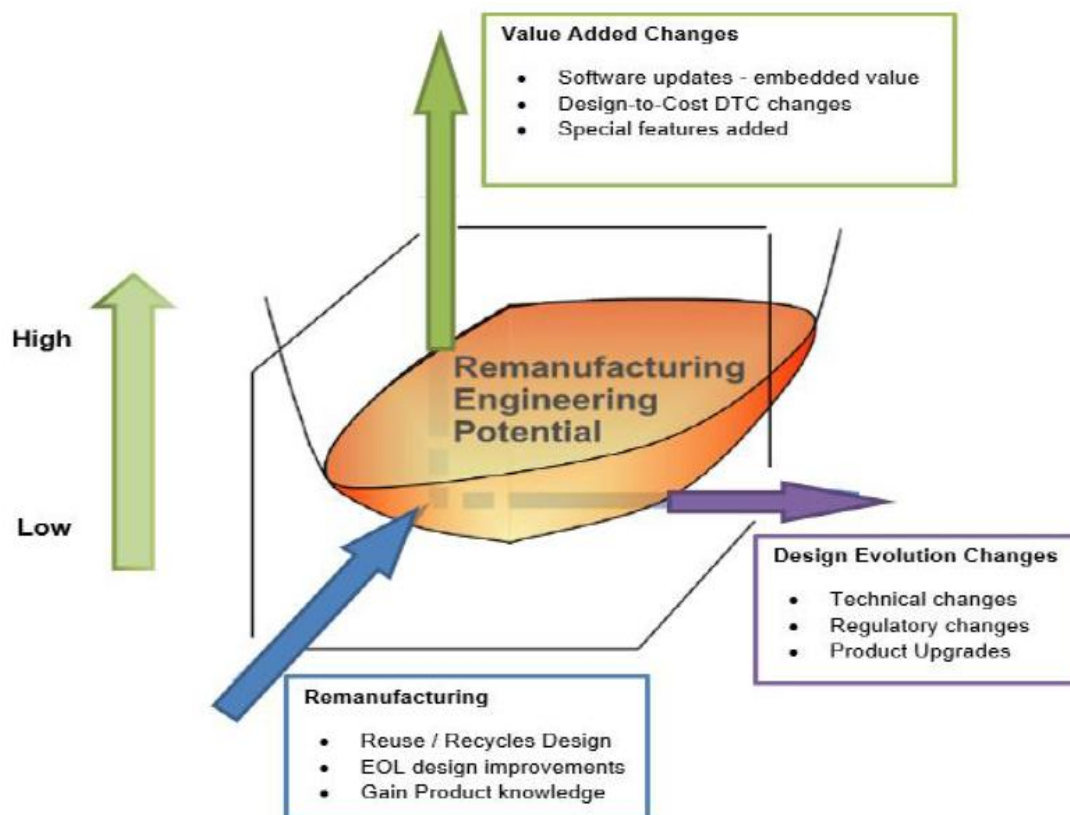 Value Added Changes
• Software updates - embedded value
• Design-to-Cost DTC changes
• Special features added
High
Low
Remanufacturing
Engineering
Potential
Design Evolution Changes
• Technical changes
• Regulatory changes
• Product Upgrades
Remanufacturing
• Reuse / Recycles Design
• EOL design improvements
• Gain Product knowledge